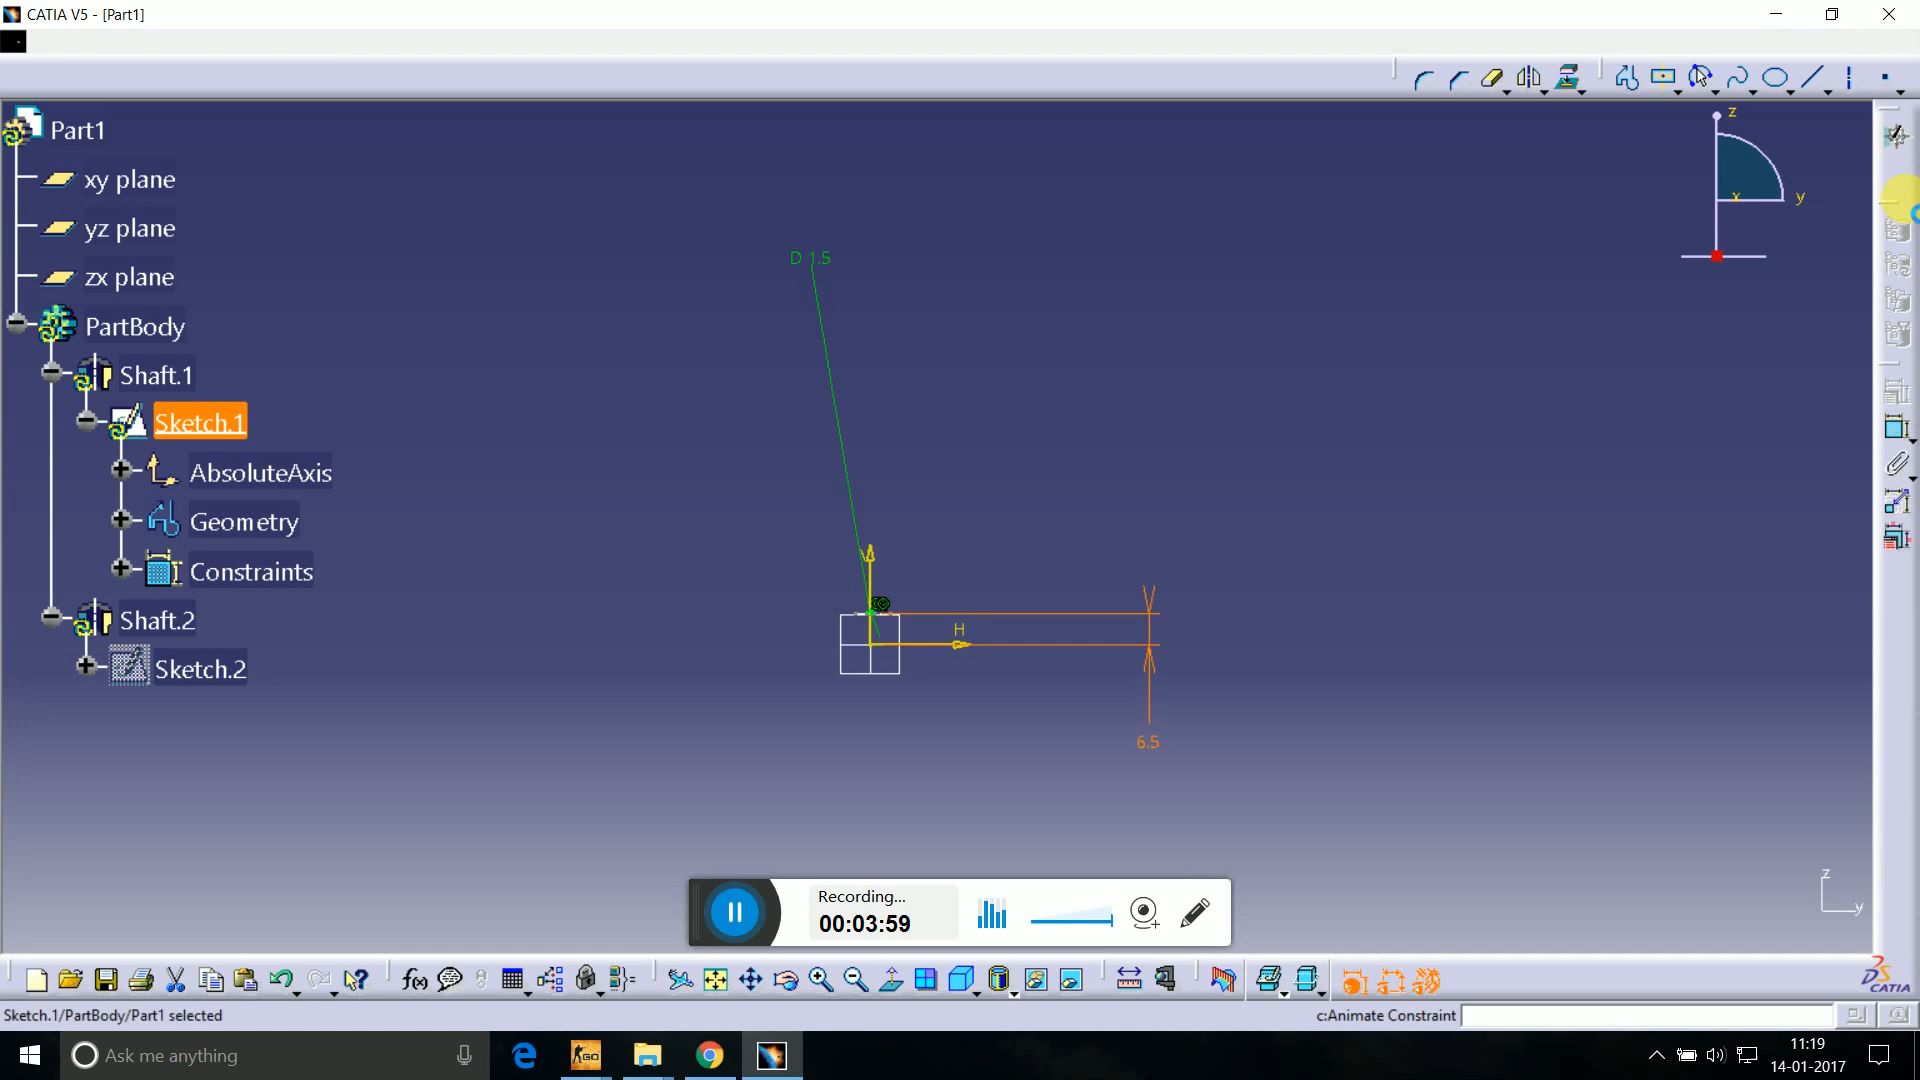 CATIA V5 - [Part1]
Part1
xy plane
yz plane
zx plane
PartBody
Shaft.1
Sketch.1
AbsoluteAxis
Geometry
Constraints
Shaft.2
Sketch.2
z
x
y
D 1.5
V
H
6.5
z
y
Recording...
00:03:59
f(x)
DS
CATIA
Sketch.1/PartBody/Part1 selected
c:Animate Constraint
Ask me anything
GO
11:19
14-01-2017